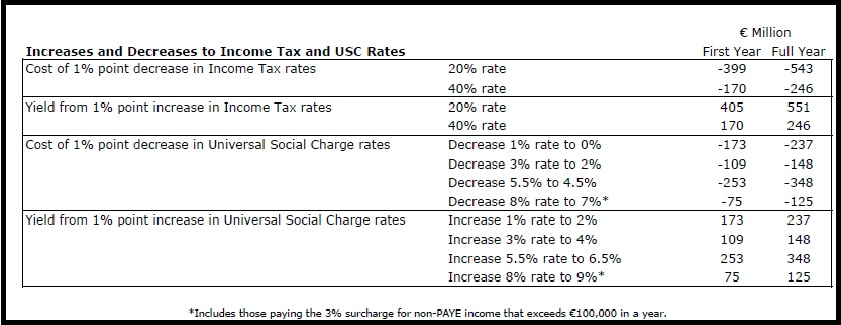 € Million
Increases and Decreases to Income Tax and USC Rates First Year Full Year
Cost of 1% point decrease in Income Tax rates 20% rate -399 -543
40% rate -170 -246
Yield from 1% point increase in Income Tax rates 20% rate 405 551
40% rate 170 246
Cost of 1% point decrease in Universal Social Charge rates Decrease 1% rate to 0% -173 -237
Decrease 3% rate to 2% -109 -148
Decrease 5.5% to 4.5% -253 -348
Decrease 8% rate to 7%* -75 -125
Yield from 1% point increase in Universal Social Charge rates Increase 1% rate to 2% 173 237
Increase 3% rate to 4% 109 148
Increase 5.5% rate to 6.5% 253 348
Increase 8% rate to 9%* 75 125
*Includes those paying the 3% surcharge for non-PAYE income that exceeds €100,000 in a year.